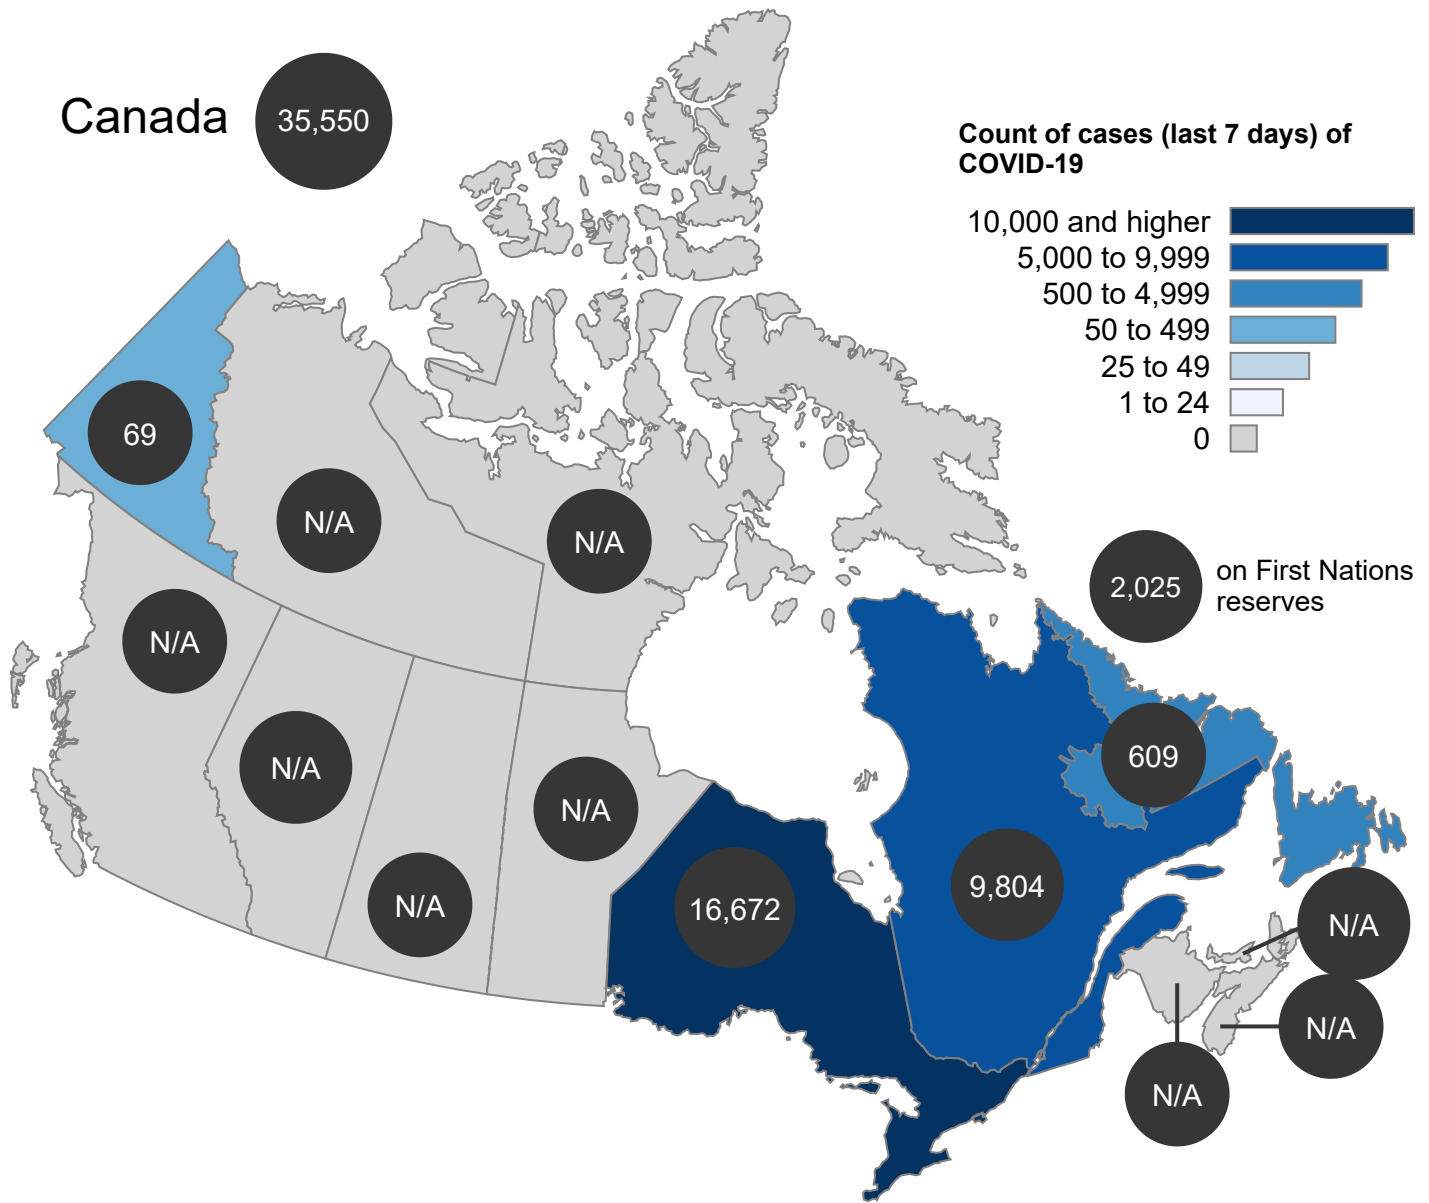 Canada
35,550
Count of cases (last 7 days) of
COVID-19
10,000 and higher
5,000 to 9,999
500 to 4,999
50 to 499
25 to 49
1 to 24
0
69
N/A
N/A
2,025
on First Nations
reserves
N/A
N/A
609
N/A
N/A
16,672
9,804
N/A
N/A
N/A